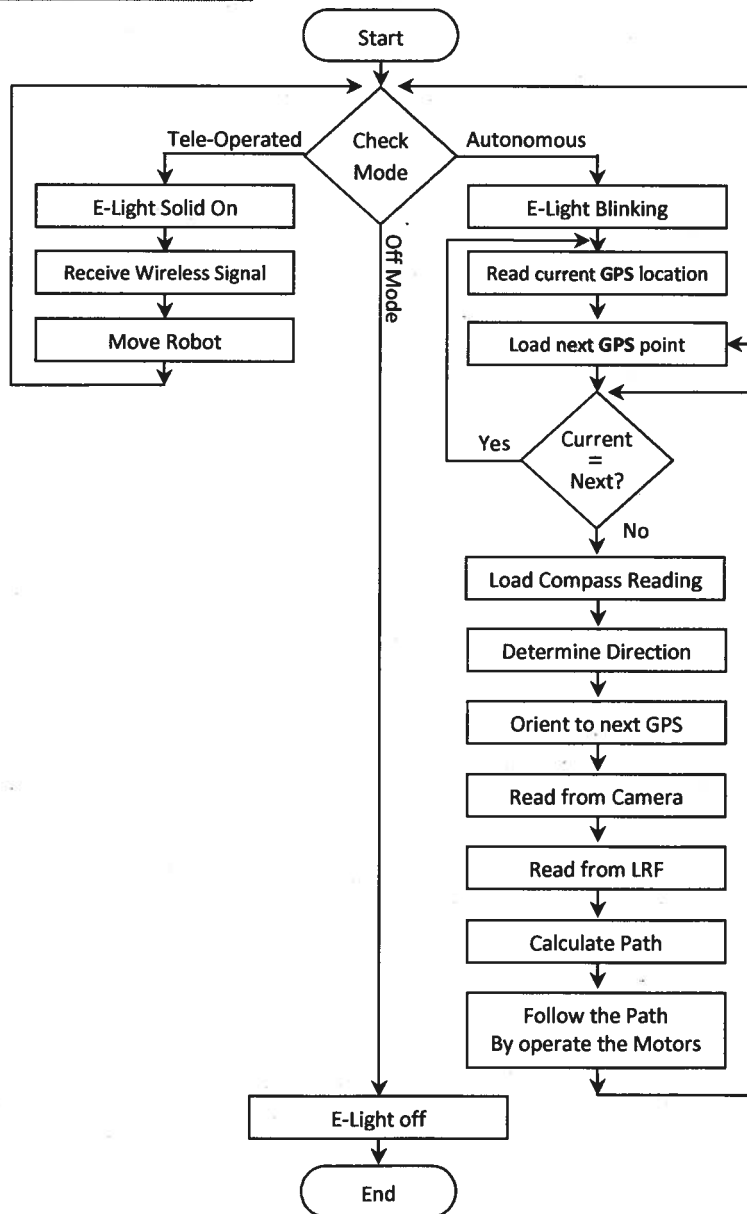 Start
Check
Mode
Tele-Operated
E-Light Solid On
Receive Wireless Signal
Move Robot
Off Mode
Autonomous
E-Light Blinking
Read current GPS location
Load next GPS point
Current
=
Next?
Yes
No
Load Compass Reading
Determine Direction
Orient to next GPS
Read from Camera
Read from LRF
Calculate Path
Follow the Path
By operate the Motors
E-Light off
End